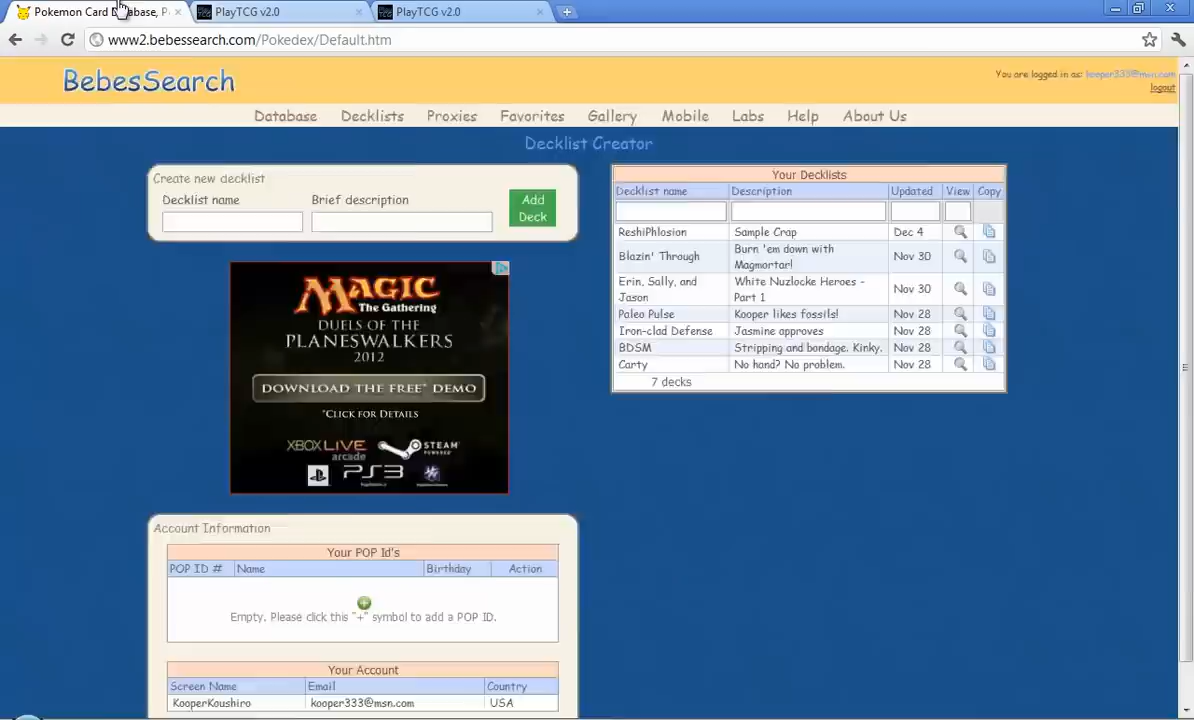 Pokemon Card Database, P
PlayTCG v2.0
PlayTCG v2.0
www2.bebessearch.com/Pokedex/Default.htm
BebesSearch
You are logged in as: kooper333@msn.com
logout
Database Decklists Proxies Favorites Gallery Mobile Labs Help About Us
Decklist Creator
Create new decklist
Decklist name Brief description
Add
Deck
Your Decklists
Decklist name Description Updated View Copy
ReshiPhlosion Sample Crap Dec 4
Blazin' Through Burn 'em down with
Magmortar! Nov 30
Erin, Sally, and
Jason White Nuzlocke Heroes -
Part 1 Nov 30
Paleo Pulse Kooper likes fossils! Nov 28
Iron-clad Defense Jasmine approves Nov 28
BDSM Stripping and bondage. Kinky. Nov 28
Carty No hand? No problem. Nov 28
7 decks
MAGIC
The Gathering
DUELS OF THE
PLANESWALKERS
2012
DOWNLOAD THE FREE* DEMO
*CLICK FOR DETAILS
XBOX LIVE
arcade
STEAM
POWERED
PS3
Account Information
Your POP Id's
POP ID # Name Birthday Action
Empty. Please click this "+" symbol to add a POP ID.
Your Account
Screen Name Email Country
KooperKoushiro kooper333@msn.com USA